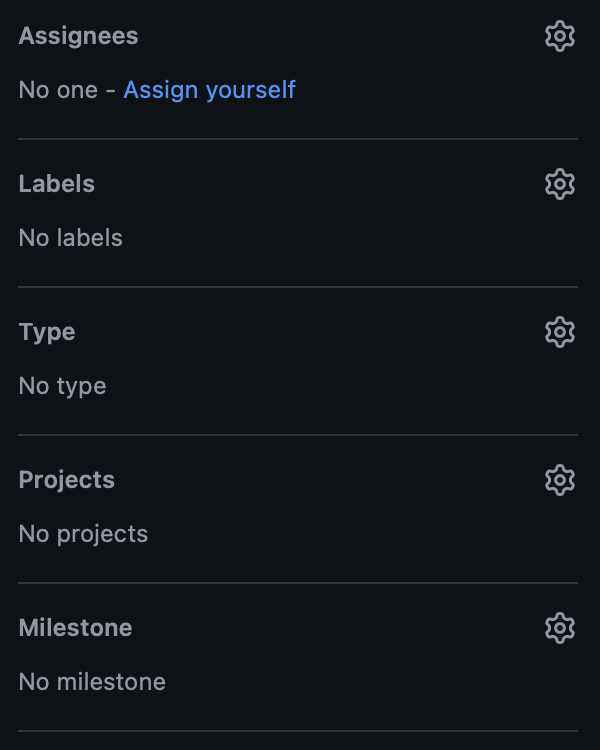 Assignees
No one - Assign yourself
Labels
No labels
Type
No type
Projects
No projects
Milestone
No milestone